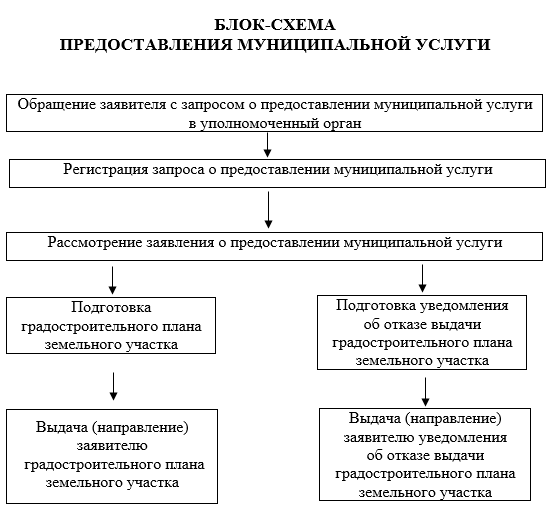 БЛОК-СХЕМА
ПРЕДОСТАВЛЕНИЯ МУНИЦИПАЛЬНОЙ УСЛУГИ
Обращение заявителя с запросом о предоставлении муниципальной услуги
в уполномоченный орган
Регистрация запроса о предоставлении муниципальной услуги
Рассмотрение заявления о предоставлении муниципальной услуги
Подготовка
градостроительного плана
земельного участка
Подготовка уведомления
об отказе выдачи
градостроительного плана
земельного участка
Выдача (направление)
заявителю
градостроительного плана
земельного участка
Выдача (направление)
заявителю уведомления
об отказе выдачи
градостроительного плана
земельного участка